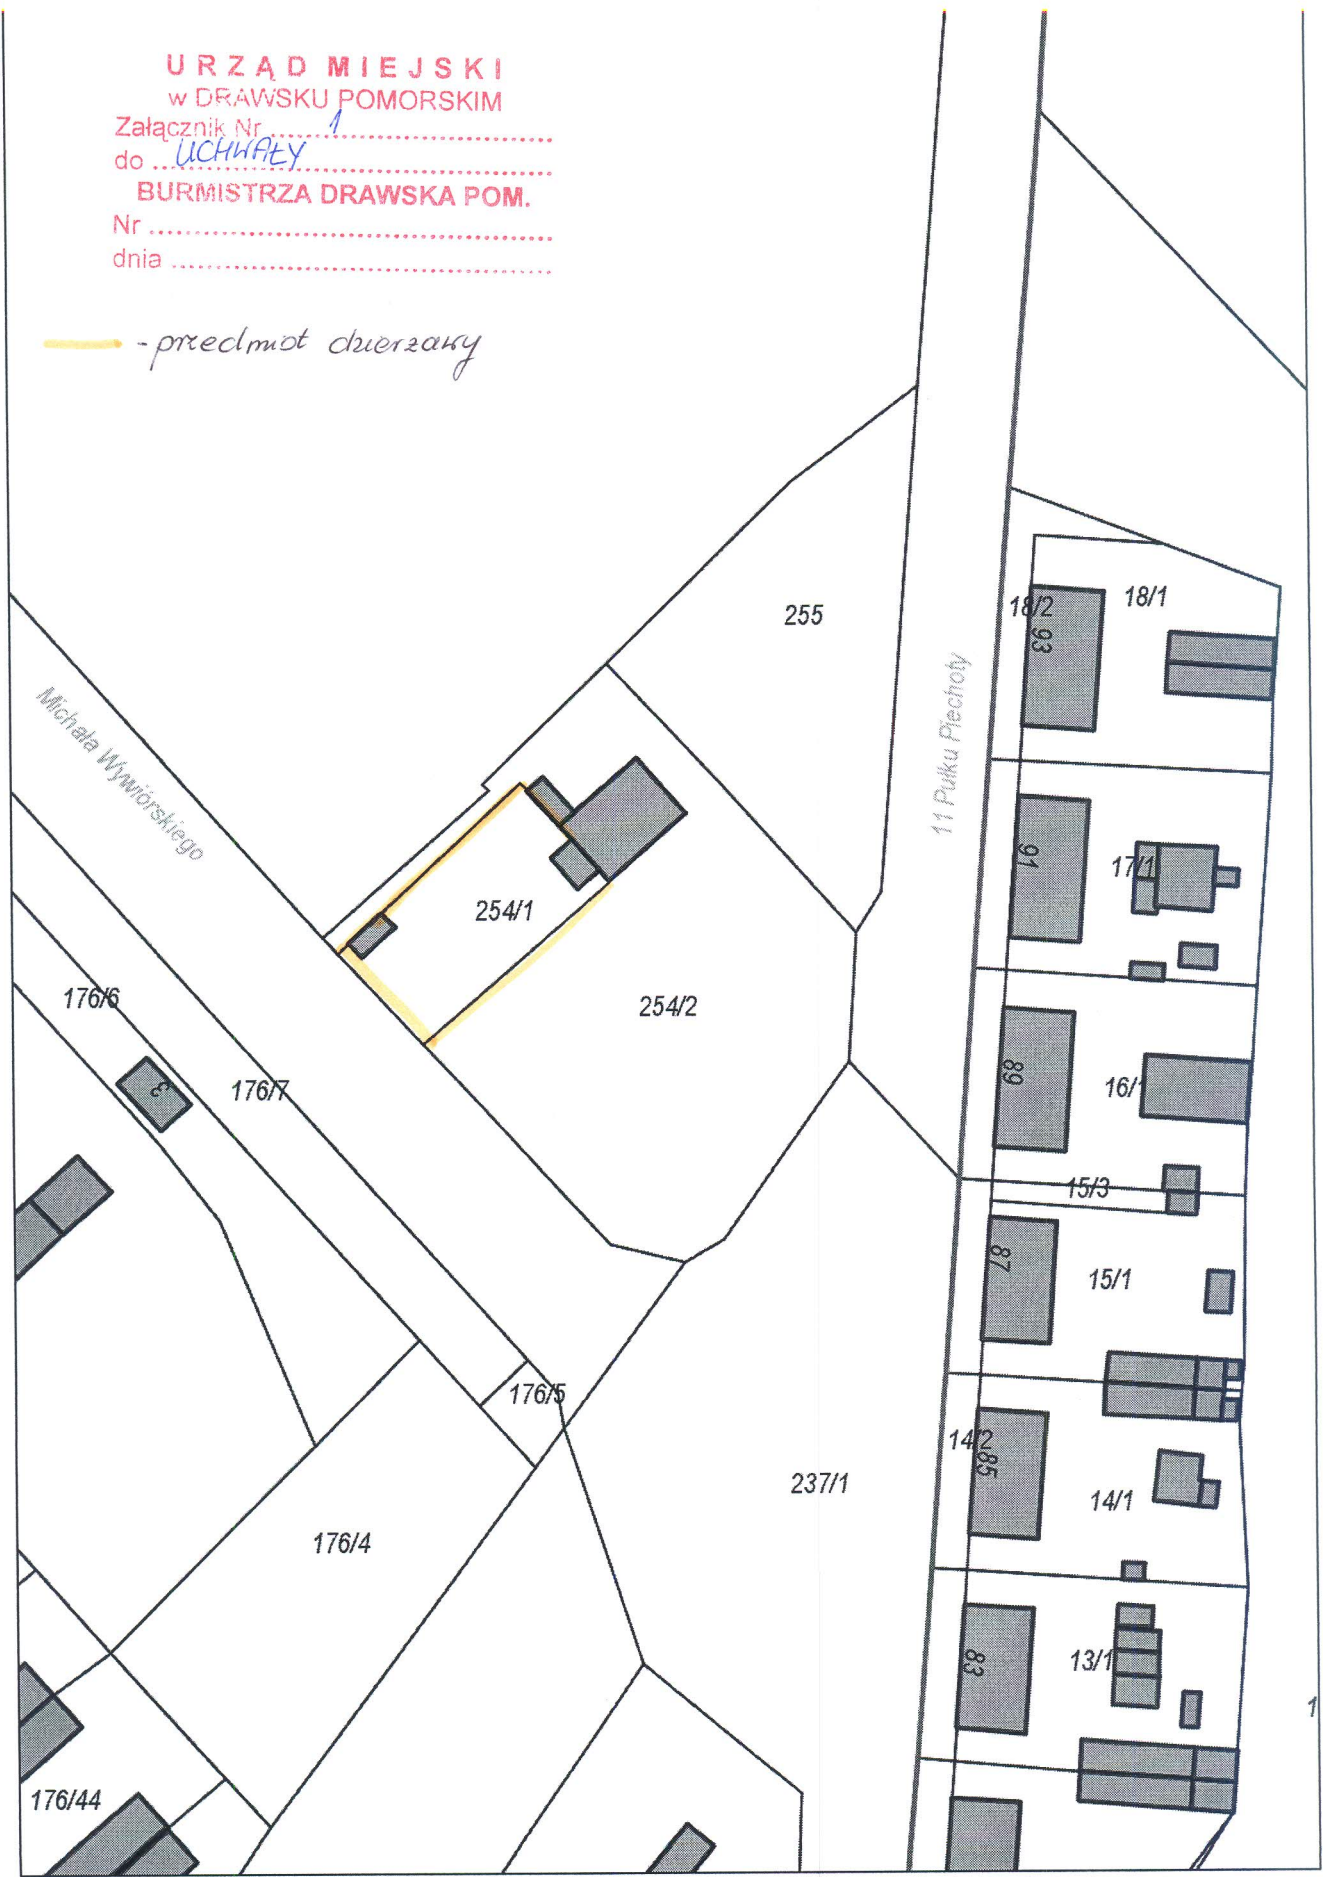 URZĄD MIEJSKI
w DRAWSKU POMORSKIM
Załącznik Nr ..... 1 .....
do ... UCHWAŁY .....
BURMISTRZA DRAWSKA POM.
Nr .....
dnia .....
- przedmiot dzierżawy
255
18/2
18/1
93
11 Pułku Piechoty
Michała Wywiórskiego
91
17/1
254/1
254/2
176/6
176/7
3
89
16/1
15/3
87
15/1
176/5
14/2
85
14/1
237/1
176/4
83
13/1
1
176/44